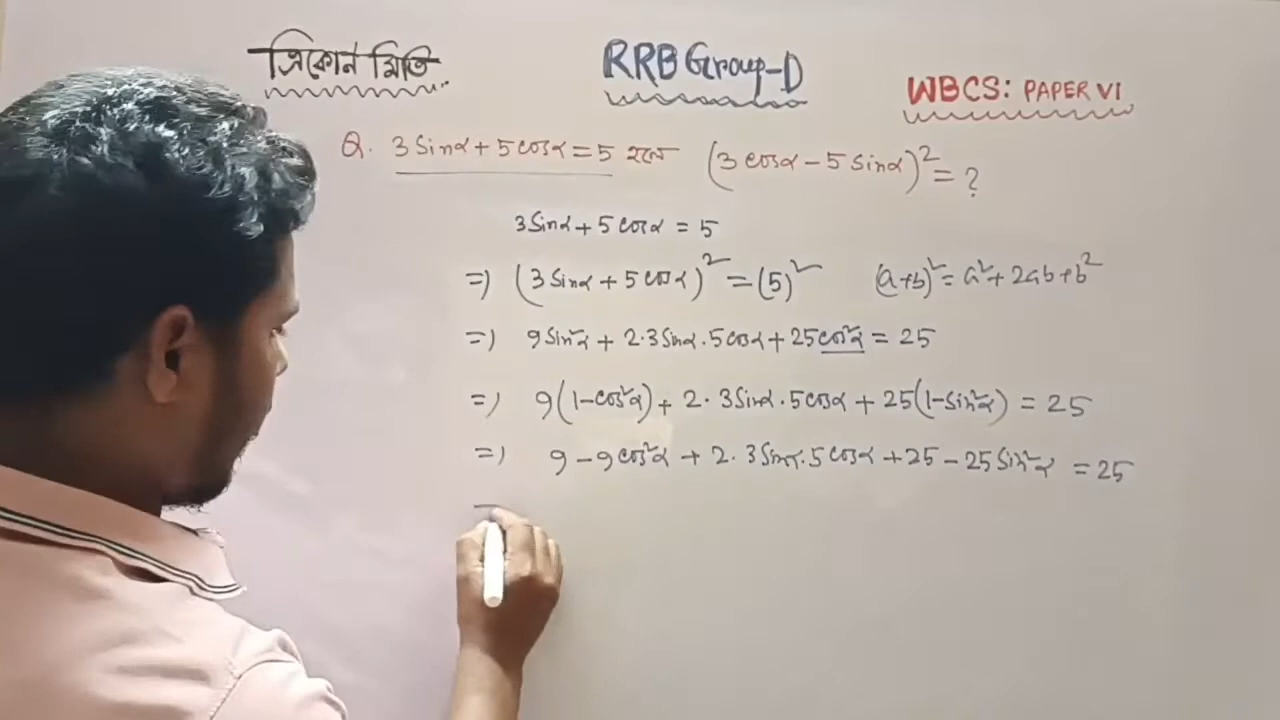 ত্রিকোন মিতি
RRB Group-D
WBCS: PAPER VI
Q. 3 Sinα + 5 cosα = 5 হলে (3 cosα - 5 sinα)² = ?
3 Sinα + 5 cosα = 5
=) (3 Sinα + 5 cosα)² = (5)² (a+b)² = a² + 2ab + b²
=) 9 Sin²α + 2·3 Sinα·5 cosα + 25 cos²α = 25
=) 9(1-cos²α) + 2·3 Sinα·5 cosα + 25(1-Sin²α) = 25
=) 9 - 9 cos²α + 2·3 Sinα·5 cosα + 25 - 25 Sin²α = 25